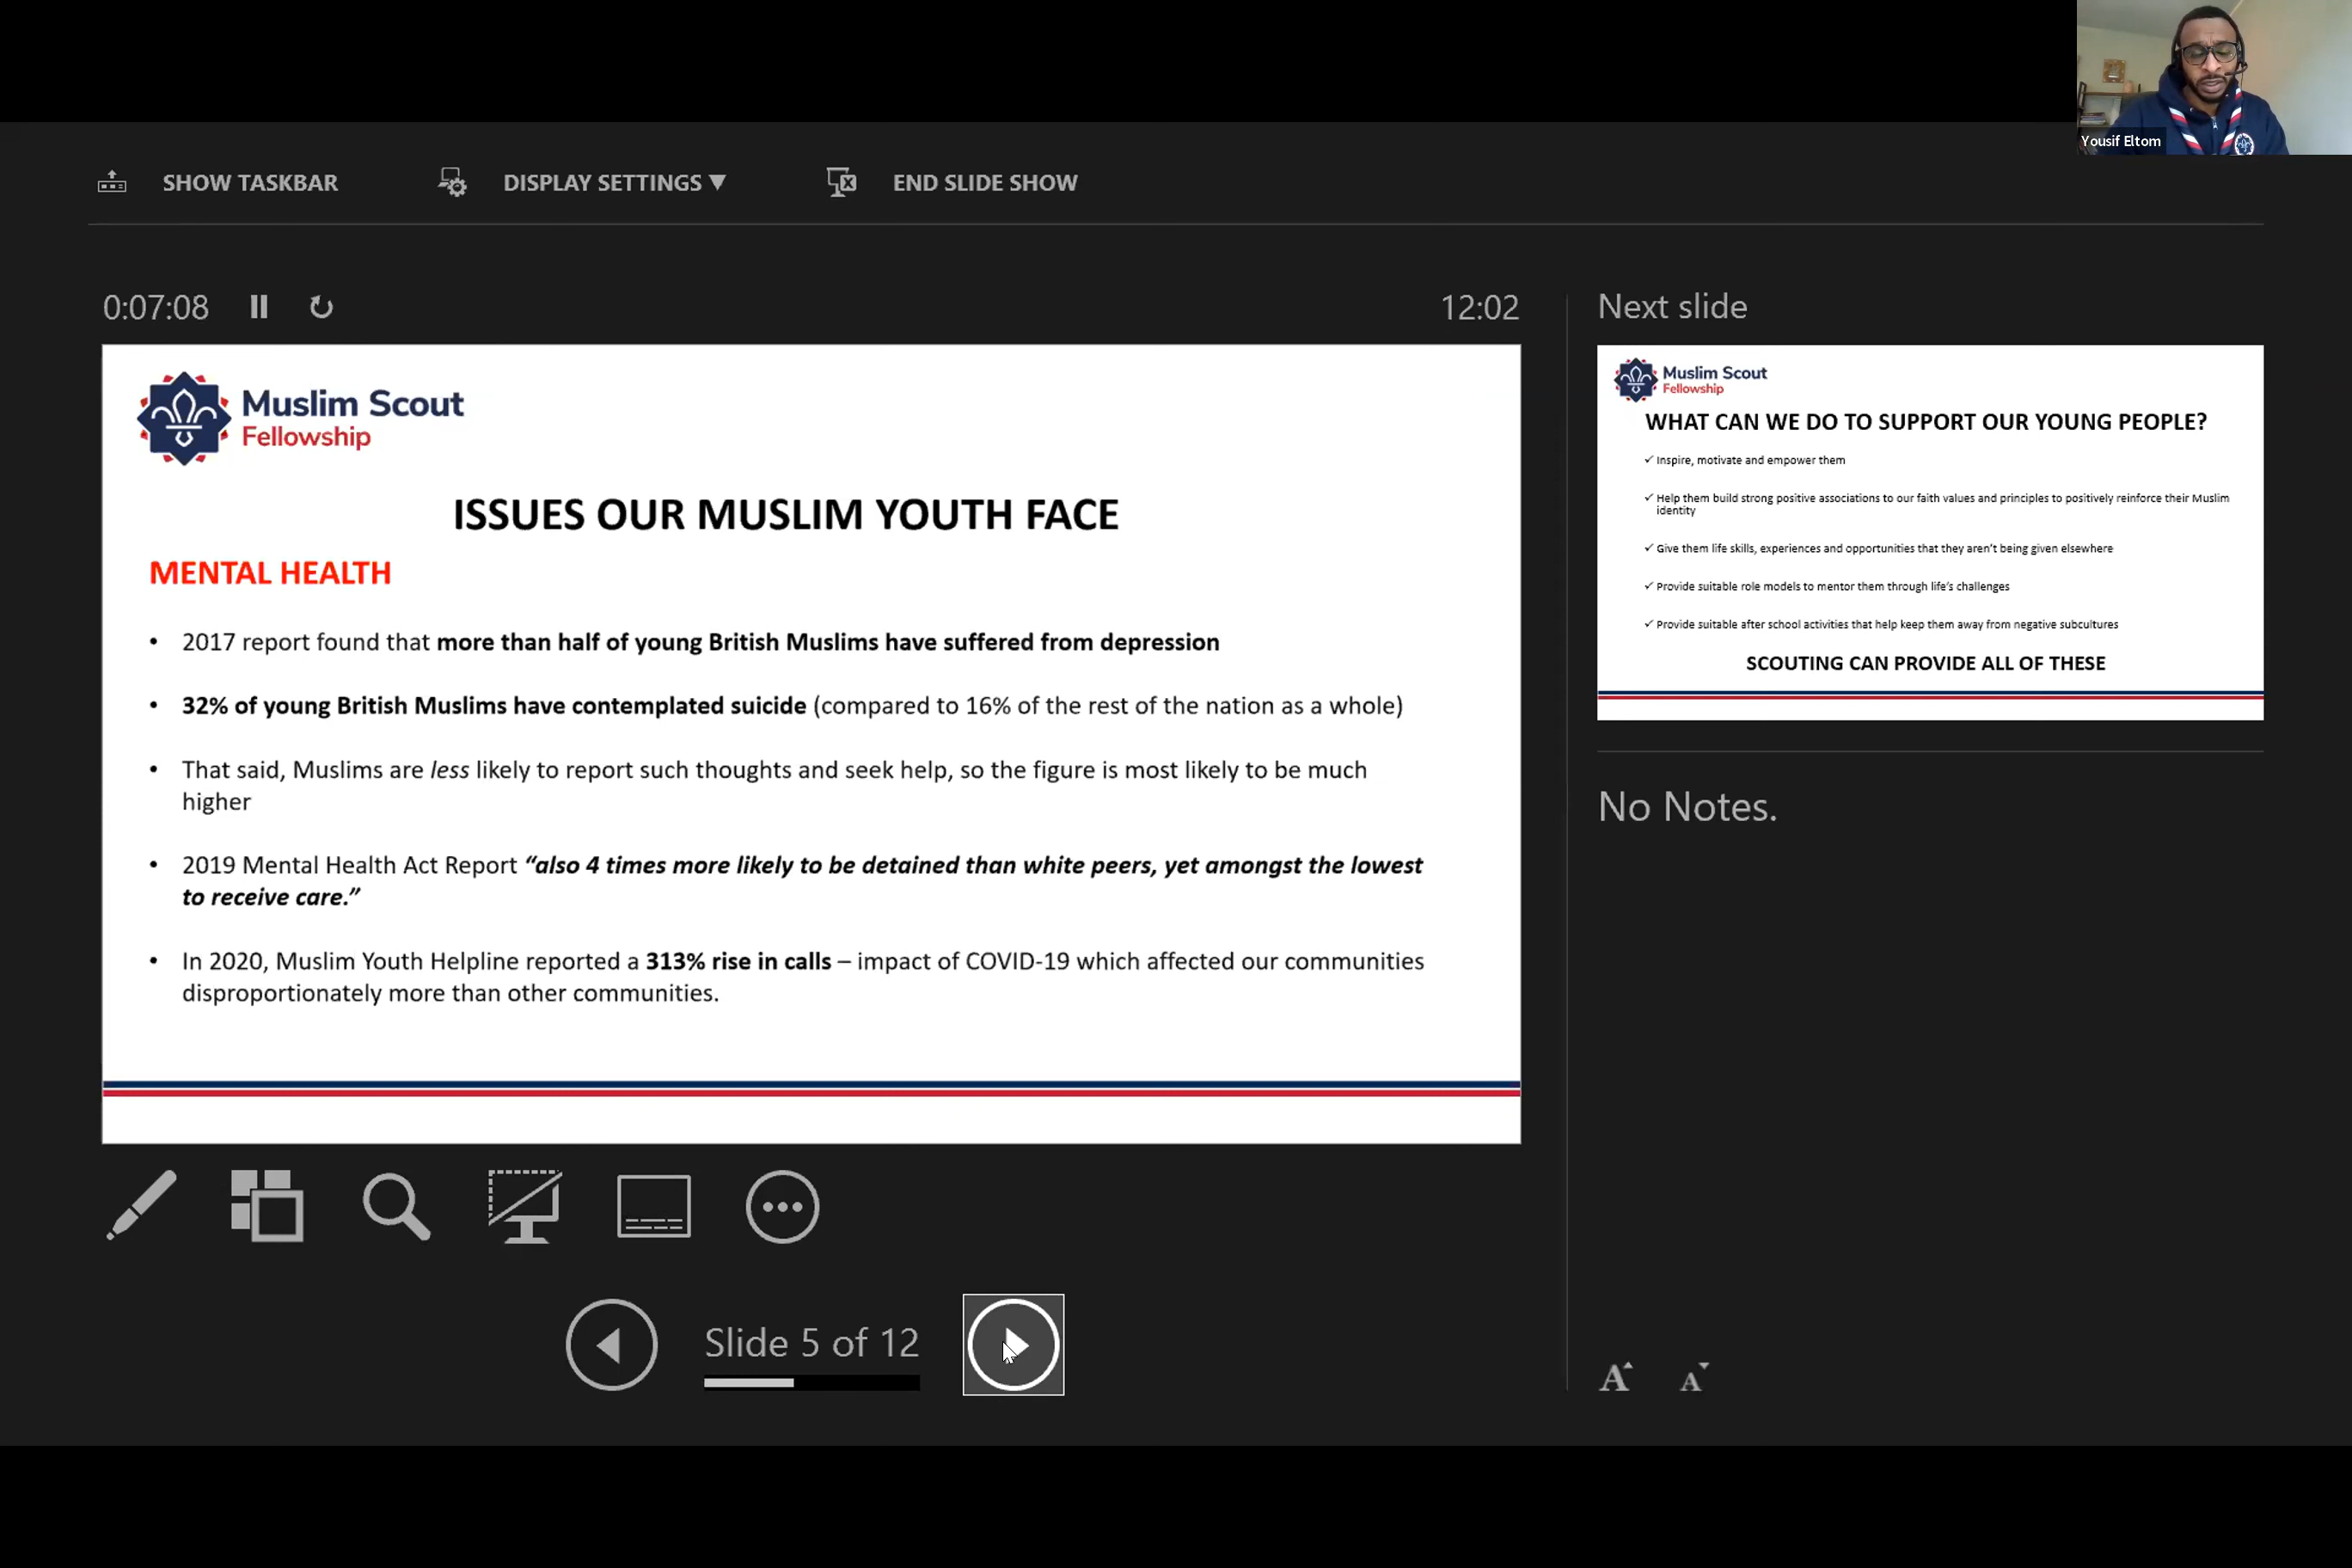 Yousif Eltom
SHOW TASKBAR
DISPLAY SETTINGS ▼
END SLIDE SHOW
0:07:08
12:02
Muslim Scout
Fellowship
ISSUES OUR MUSLIM YOUTH FACE
MENTAL HEALTH
• 2017 report found that more than half of young British Muslims have suffered from depression
• 32% of young British Muslims have contemplated suicide (compared to 16% of the rest of the nation as a whole)
• That said, Muslims are less likely to report such thoughts and seek help, so the figure is most likely to be much
higher
• 2019 Mental Health Act Report “also 4 times more likely to be detained than white peers, yet amongst the lowest
to receive care.”
• In 2020, Muslim Youth Helpline reported a 313% rise in calls – impact of COVID-19 which affected our communities
disproportionately more than other communities.
Slide 5 of 12
Next slide
Muslim Scout
Fellowship
WHAT CAN WE DO TO SUPPORT OUR YOUNG PEOPLE?
✓ Inspire, motivate and empower them
✓ Help them build strong positive associations to our faith values and principles to positively reinforce their Muslim
identity
✓ Give them life skills, experiences and opportunities that they aren’t being given elsewhere
✓ Provide suitable role models to mentor them through life’s challenges
✓ Provide suitable after school activities that help keep them away from negative subcultures
SCOUTING CAN PROVIDE ALL OF THESE
No Notes.
A A